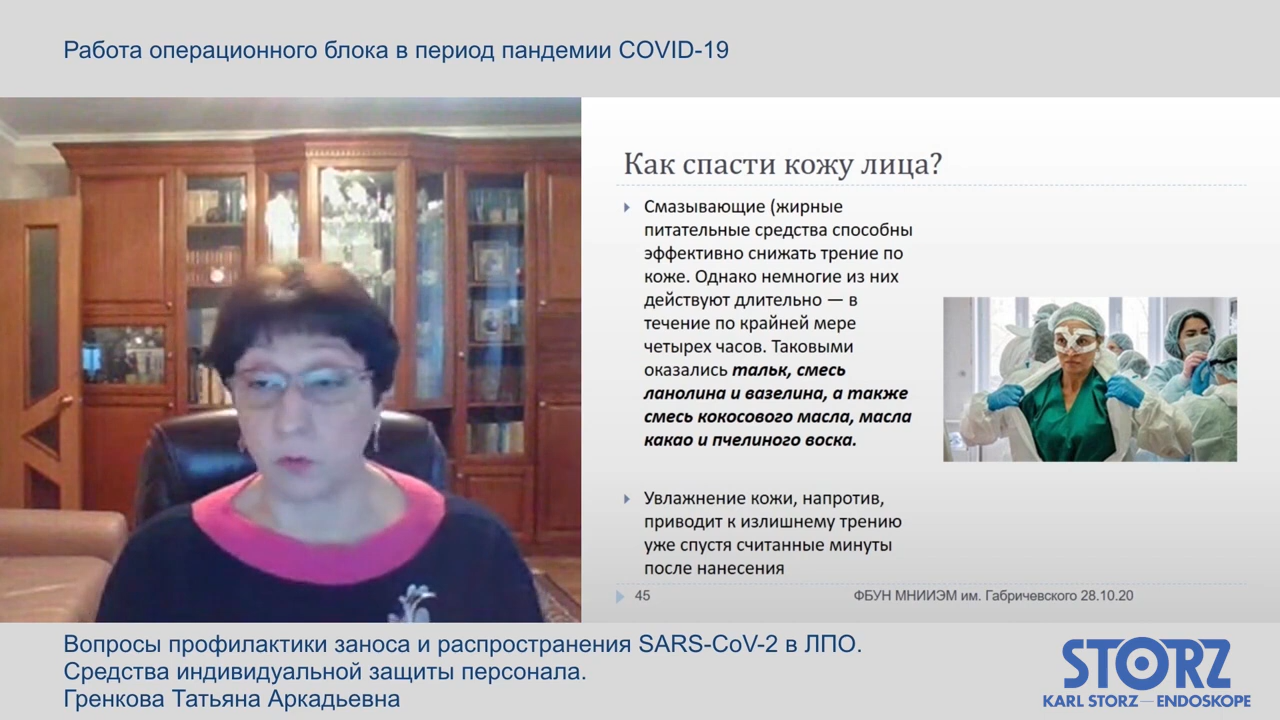 Работа операционного блока в период пандемии COVID-19
Как спасти кожу лица?
Смазывающие (жирные
питательные средства способны
эффективно снижать трение по
коже. Однако немногие из них
действуют длительно — в
течение по крайней мере
четырех часов. Таковыми
оказались тальк, смесь
ланолина и вазелина, а также
смесь кокосового масла, масла
какао и пчелиного воска.
Увлажнение кожи, напротив,
приводит к излишнему трению
уже спустя считанные минуты
после нанесения
45
ФБУН МНИИЭМ им. Габричевского 28.10.20
Вопросы профилактики заноса и распространения SARS-CoV-2 в ЛПО.
Средства индивидуальной защиты персонала.
Гренкова Татьяна Аркадьевна
STORZ
KARL STORZ—ENDOSKOPE